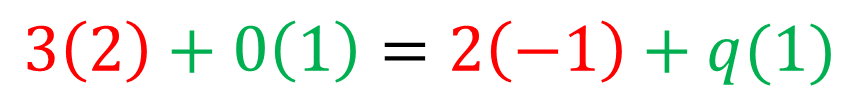 3(2) + 0(1) = 2(−1) + q(1)